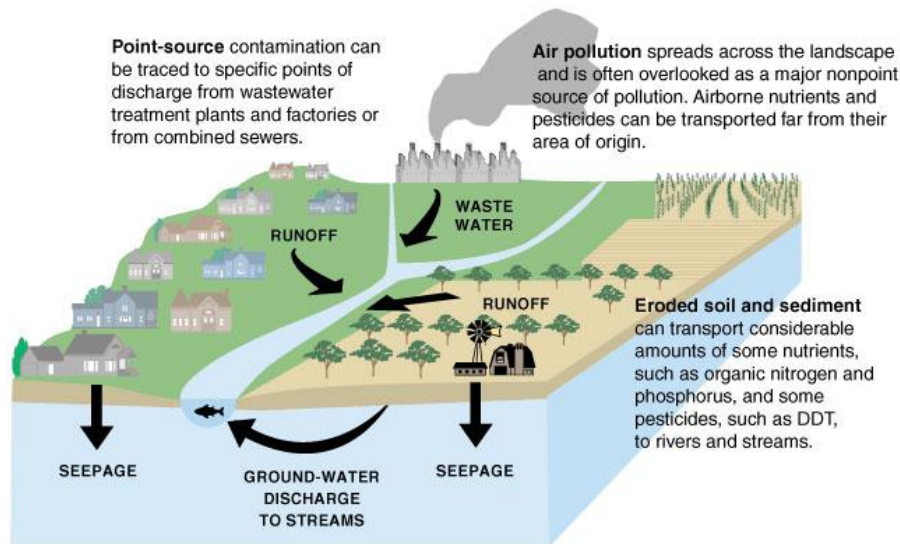 Point-source contamination can
be traced to specific points of
discharge from wastewater
treatment plants and factories or
from combined sewers.
Air pollution spreads across the landscape
and is often overlooked as a major nonpoint
source of pollution. Airborne nutrients and
pesticides can be transported far from their
area of origin.
WASTE
WATER
RUNOFF
RUNOFF
Eroded soil and sediment
can transport considerable
amounts of some nutrients,
such as organic nitrogen and
phosphorus, and some
pesticides, such as DDT,
to rivers and streams.
SEEPAGE
GROUND-WATER
DISCHARGE
TO STREAMS
SEEPAGE